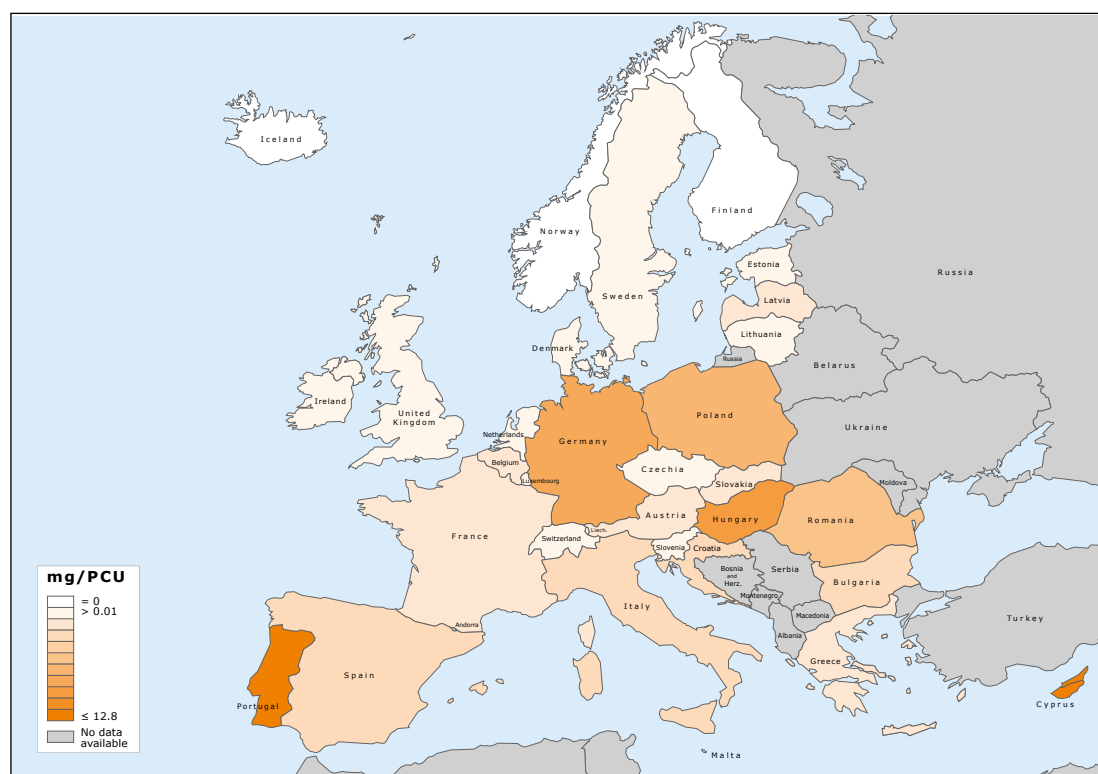 Iceland
Finland
Norway
Russia
Estonia
Sweden
Latvia
Lithuania
Denmark
Russia
Belarus
Ireland
United
Kingdom
Poland
Ukraine
Netherlands
Germany
Belgium
Czechia
Luxembourg
Slovakia
Moldova
Austria
Hungary
Romania
Liech.
France
Switzerland
Slovenia
Croatia
Bosnia
and
Herz.
Serbia
Bulgaria
Montenegro
Italy
Macedonia
Andorra
Albania
Turkey
Greece
Spain
Portugal
Cyprus
Malta
mg/PCU
= 0
> 0.01
≤ 12.8
No data
available